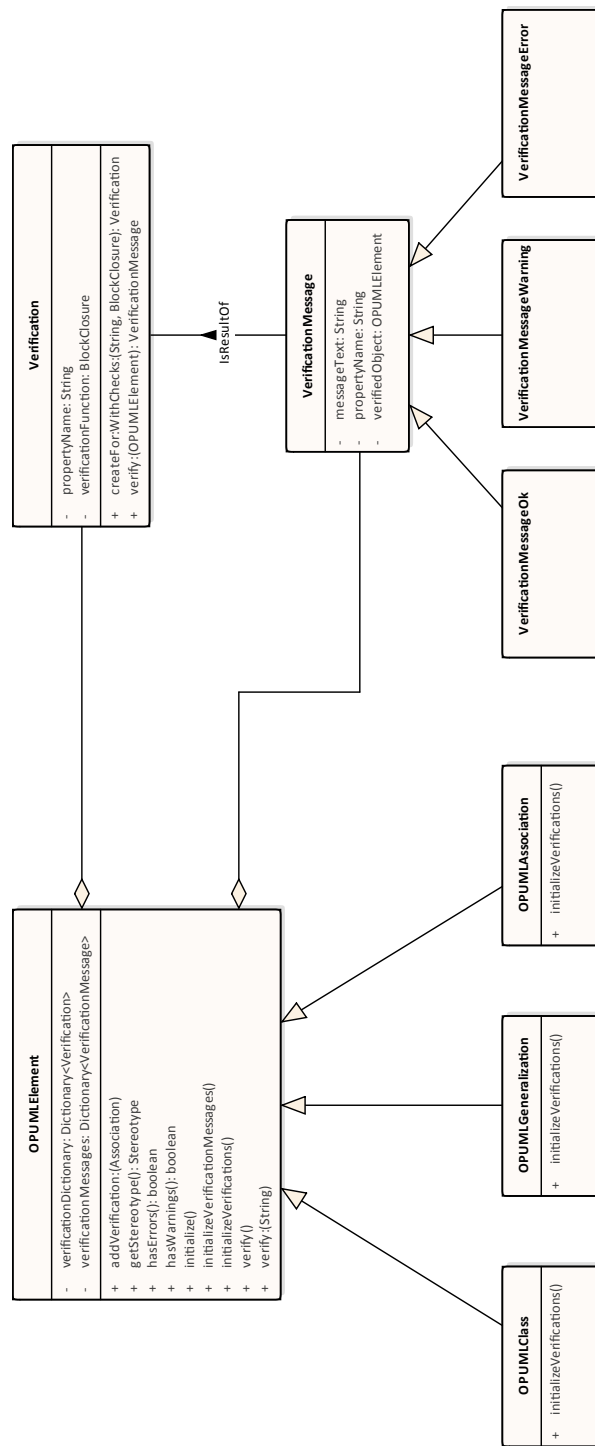 OPUMLElement
- verificationDictionary: Dictionary<Verification>
- verificationMessages: Dictionary<VerificationMessage>
+ addVerification:(Association)
+ getStereotype(): Stereotype
+ hasErrors(): boolean
+ hasWarnings(): boolean
+ initialize()
+ initializeVerificationMessages()
+ initializeVerifications()
+ verify()
+ verify:(String)
Verification
- propertyName: String
- verificationFunction: BlockClosure
+ createFor:WithChecks:(String, BlockClosure): Verification
+ verify:(OPUMLElement): VerificationMessage
IsResultOf
VerificationMessage
- messageText: String
- propertyName: String
- verifiedObject: OPUMLElement
OPUMLClass
+ initializeVerifications()
OPUMLGeneralization
+ initializeVerifications()
OPUMLAssociation
+ initializeVerifications()
VerificationMessageOk
VerificationMessageWarning
VerificationMessageError